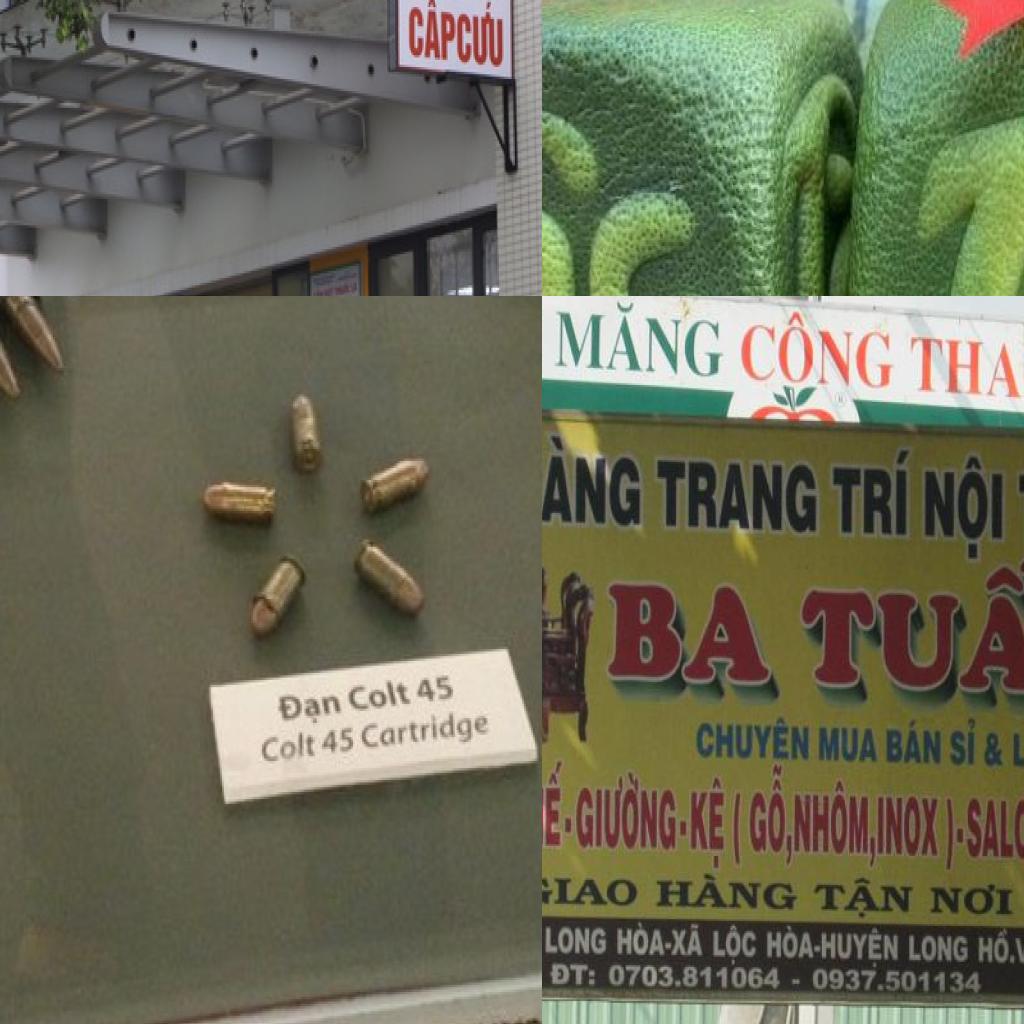 CẤP CỨU
Đạn Colt 45
Colt 45 Cartridge
MĂNG CÔNG THA
ÀNG TRANG TRÍ NỘI
BA TUẤ
CHUYÊN MUA BÁN SỈ & L
Ế-GIƯỜNG-KỆ ( GỖ,NHÔM,INOX )-SALO
GIAO HÀNG TẬN NƠI
LONG HÒA-XÃ LỘC HÒA-HUYỆN LONG HỒ.V
ĐT: 0703.811064 - 0937.501134